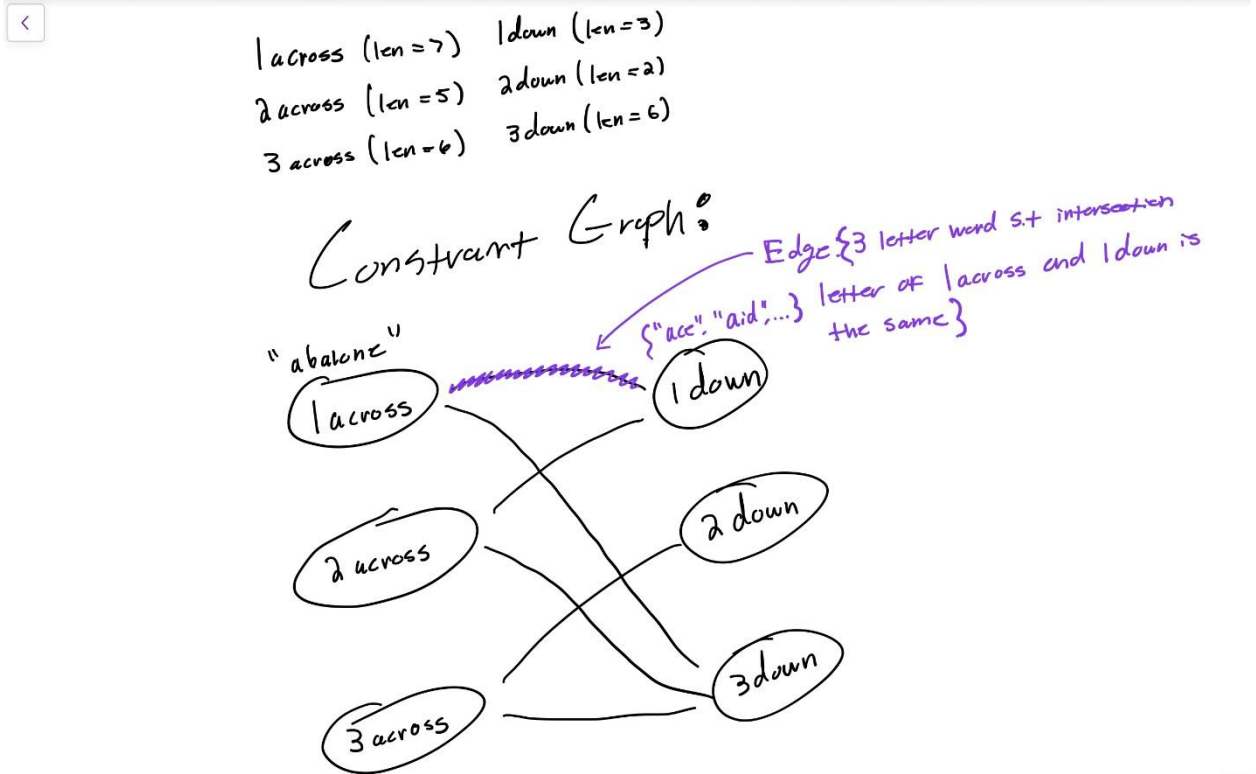 1 across (len = 7) 1 down (len = 3)
2 across (len = 5) 2 down (len = 2)
3 across (len = 6) 3 down (len = 6)
Constrant Graph:
Edge {3 letter word s.t intersection
{"ace", "aid",...} letter of 1 across and 1 down is
the same}
"abalone"
1 across
1 down
2 across
2 down
3 across
3 down